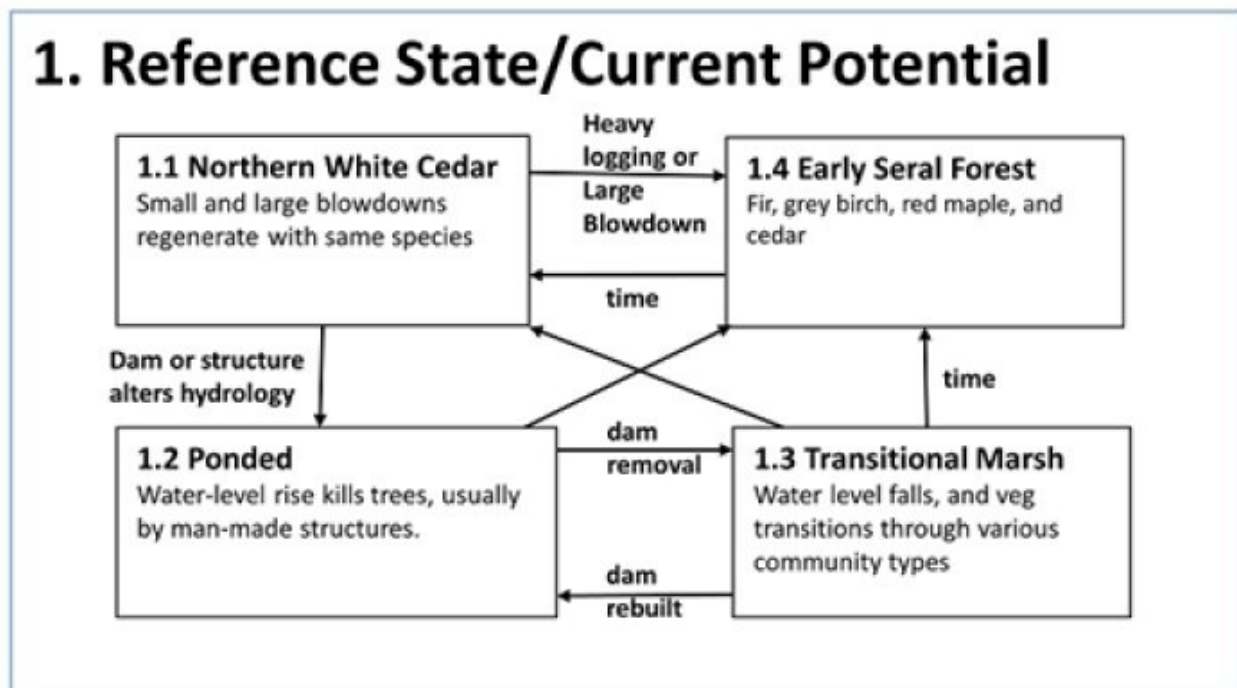 1. Reference State/Current Potential
1.1 Northern White Cedar
Small and large blowdowns
regenerate with same species
Heavy
logging or
Large
Blowdown
1.4 Early Seral Forest
Fir, grey birch, red maple, and
cedar
time
Dam or structure
alters hydrology
time
1.2 Ponded
Water-level rise kills trees, usually
by man-made structures.
dam
removal
1.3 Transitional Marsh
Water level falls, and veg
transitions through various
community types
dam
rebuilt